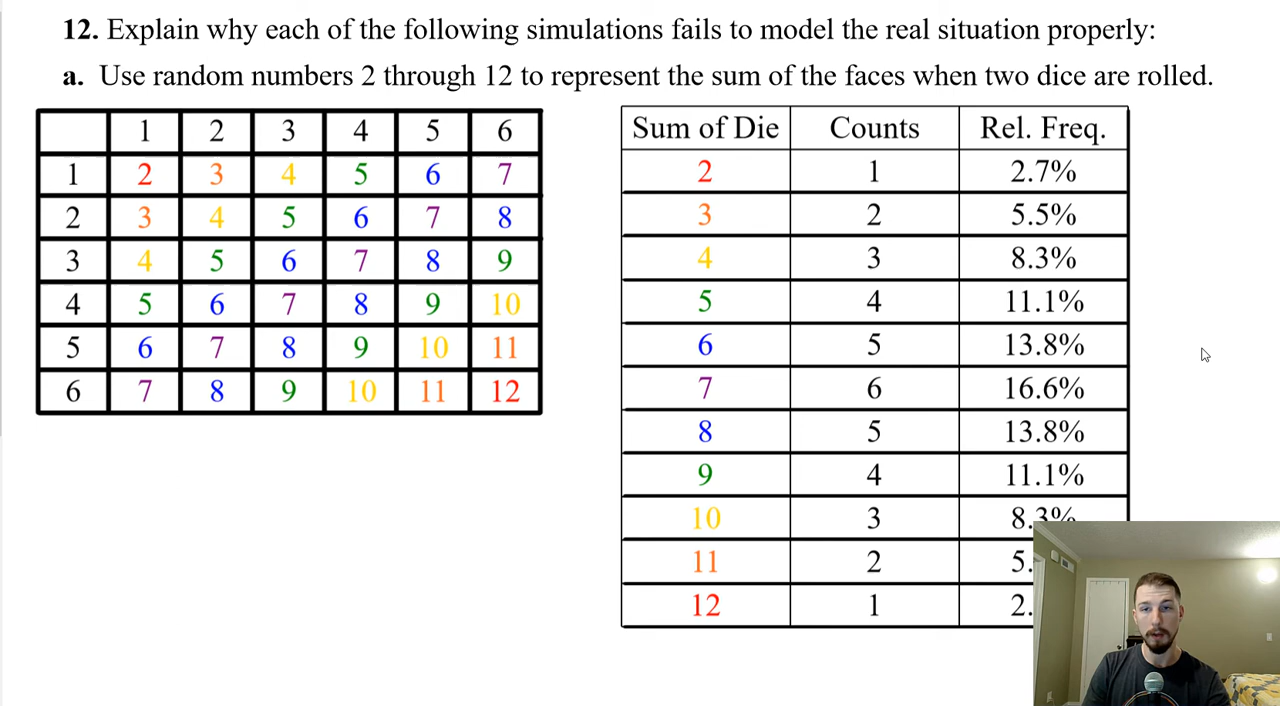 12. Explain why each of the following simulations fails to model the real situation properly:
a. Use random numbers 2 through 12 to represent the sum of the faces when two dice are rolled.
1 2 3 4 5 6
1 2 3 4 5 6 7
2 3 4 5 6 7 8
3 4 5 6 7 8 9
4 5 6 7 8 9 10
5 6 7 8 9 10 11
6 7 8 9 10 11 12
Sum of Die Counts Rel. Freq.
2 1 2.7%
3 2 5.5%
4 3 8.3%
5 4 11.1%
6 5 13.8%
7 6 16.6%
8 5 13.8%
9 4 11.1%
10 3 8.3%
11 2 5.
12 1 2.